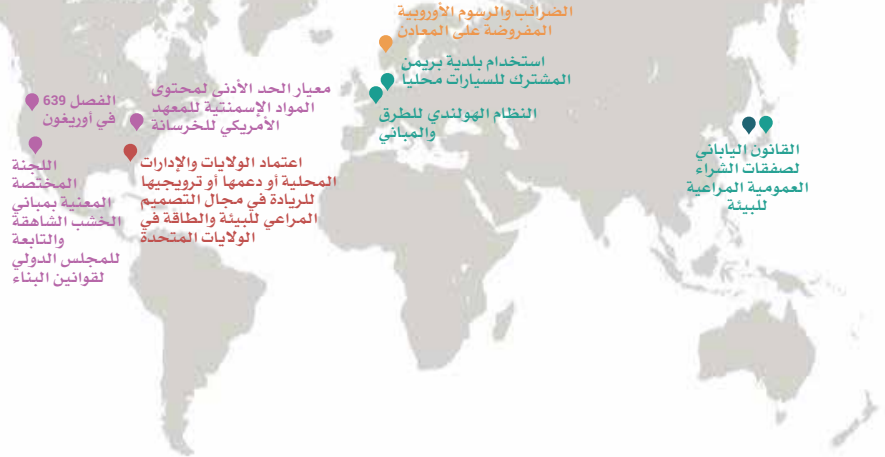 الضرائب والرسوم الأوروبية
المفروضة على المعادن
استخدام بلدية بريمن
المشترك للسيارات محليا
النظام الهولندي للطرق
والمباني
القانون الياباني
لصفقات الشراء
العمومية المراعية
للبيئة
معيار الحد الأدنى لمحتوى
المواد الإسمنتية للمعهد
الأمريكي للخرسانة
الفصل 639
في أوريغون
اعتماد الولايات والإدارات
المحلية أو دعمها أو ترويجيها
للريادة في مجال التصميم
المراعي للبيئة والطاقة في
الولايات المتحدة
اللجنة
المختصة
المعنية بمباني
الخشب الشاهقة
والتابعة
للمجلس الدولي
لقوانين البناء